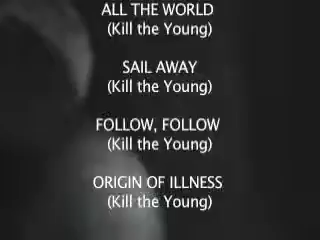 ALL THE WORLD
(Kill the Young)
SAIL AWAY
(Kill the Young)
FOLLOW, FOLLOW
(Kill the Young)
ORIGIN OF ILLNESS
(Kill the Young)